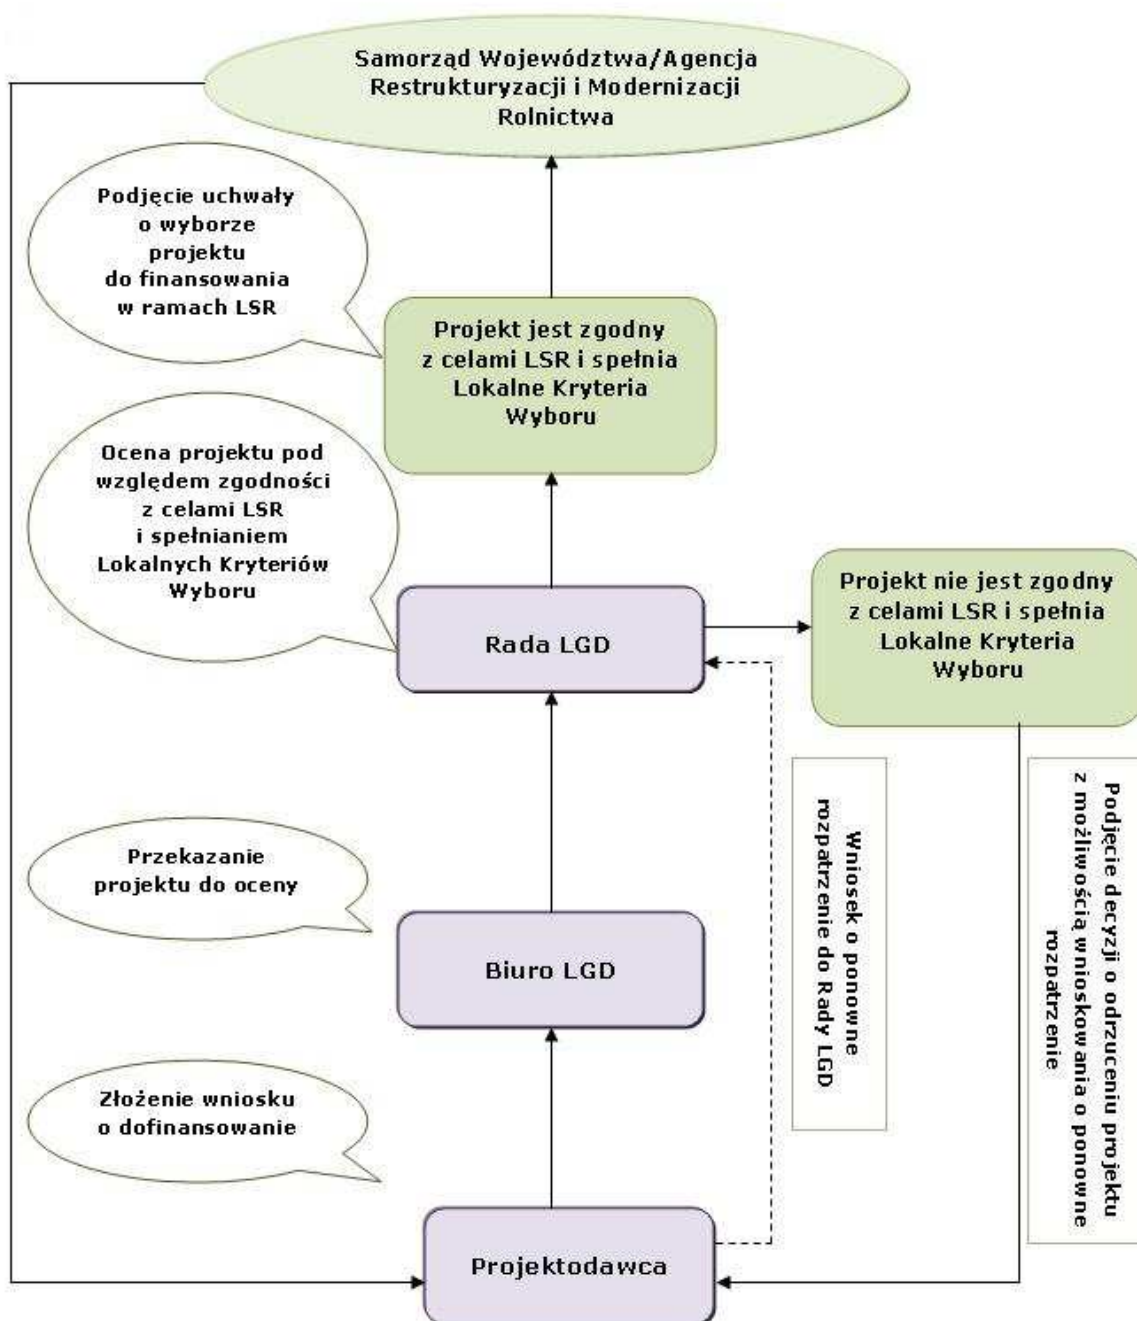 Samorząd Województwa/Agencja
Restrukturyzacji i Modernizacji
Rolnictwa
Podjęcie uchwały
o wyborze
projektu
do finansowania
w ramach LSR
Projekt jest zgodny
z celami LSR i spełnia
Lokalne Kryteria
Wyboru
Ocena projektu pod
względem zgodności
z celami LSR
i spełnianiem
Lokalnych Kryteriów
Wyboru
Rada LGD
Projekt nie jest zgodny
z celami LSR i spełnia
Lokalne Kryteria
Wyboru
Przekazanie
projektu do oceny
Biuro LGD
Wniosek o ponowne
rozpatrzenie do Rady LGD
Podjęcie decyzji o odrzuceniu projektu
z możliwością wnioskowania o ponowne
rozpatrzenie
Złożenie wniosku
o dofinansowanie
Projektodawca